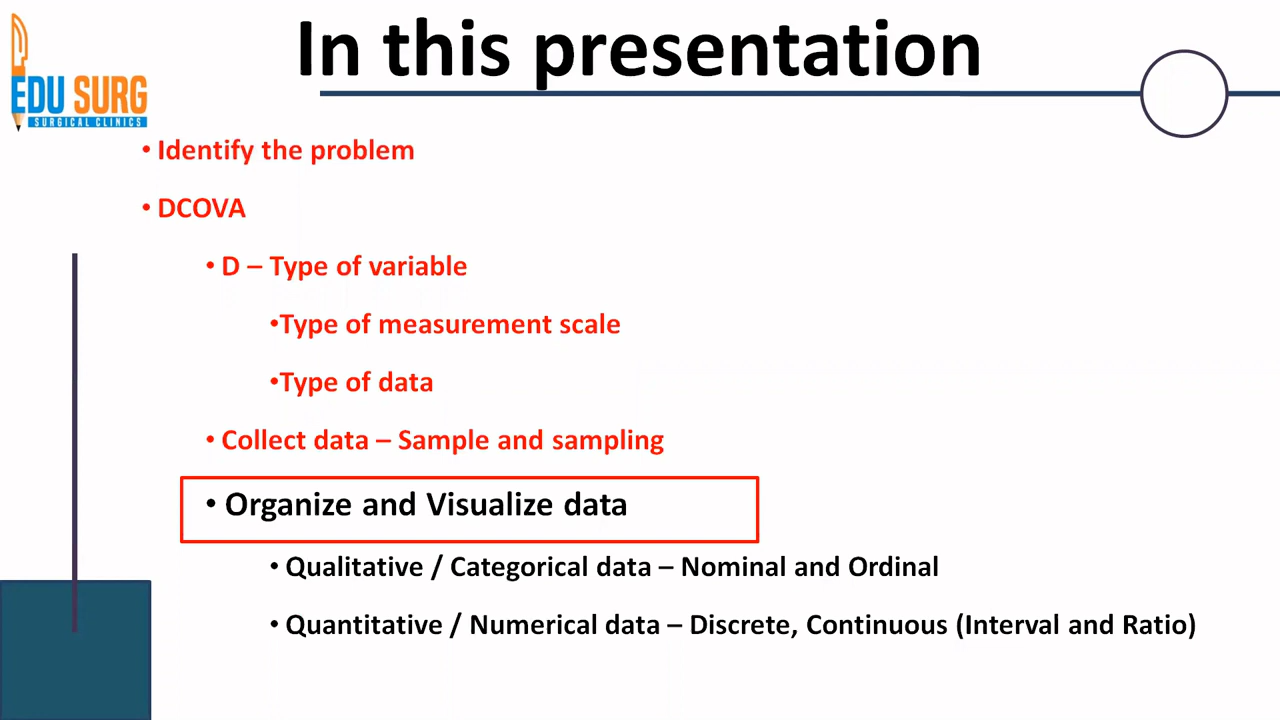 In this presentation
EDU SURG
SURGICAL CLINICS
• Identify the problem
• DCOVA
• D – Type of variable
•Type of measurement scale
•Type of data
• Collect data – Sample and sampling
• Organize and Visualize data
• Qualitative / Categorical data – Nominal and Ordinal
• Quantitative / Numerical data – Discrete, Continuous (Interval and Ratio)